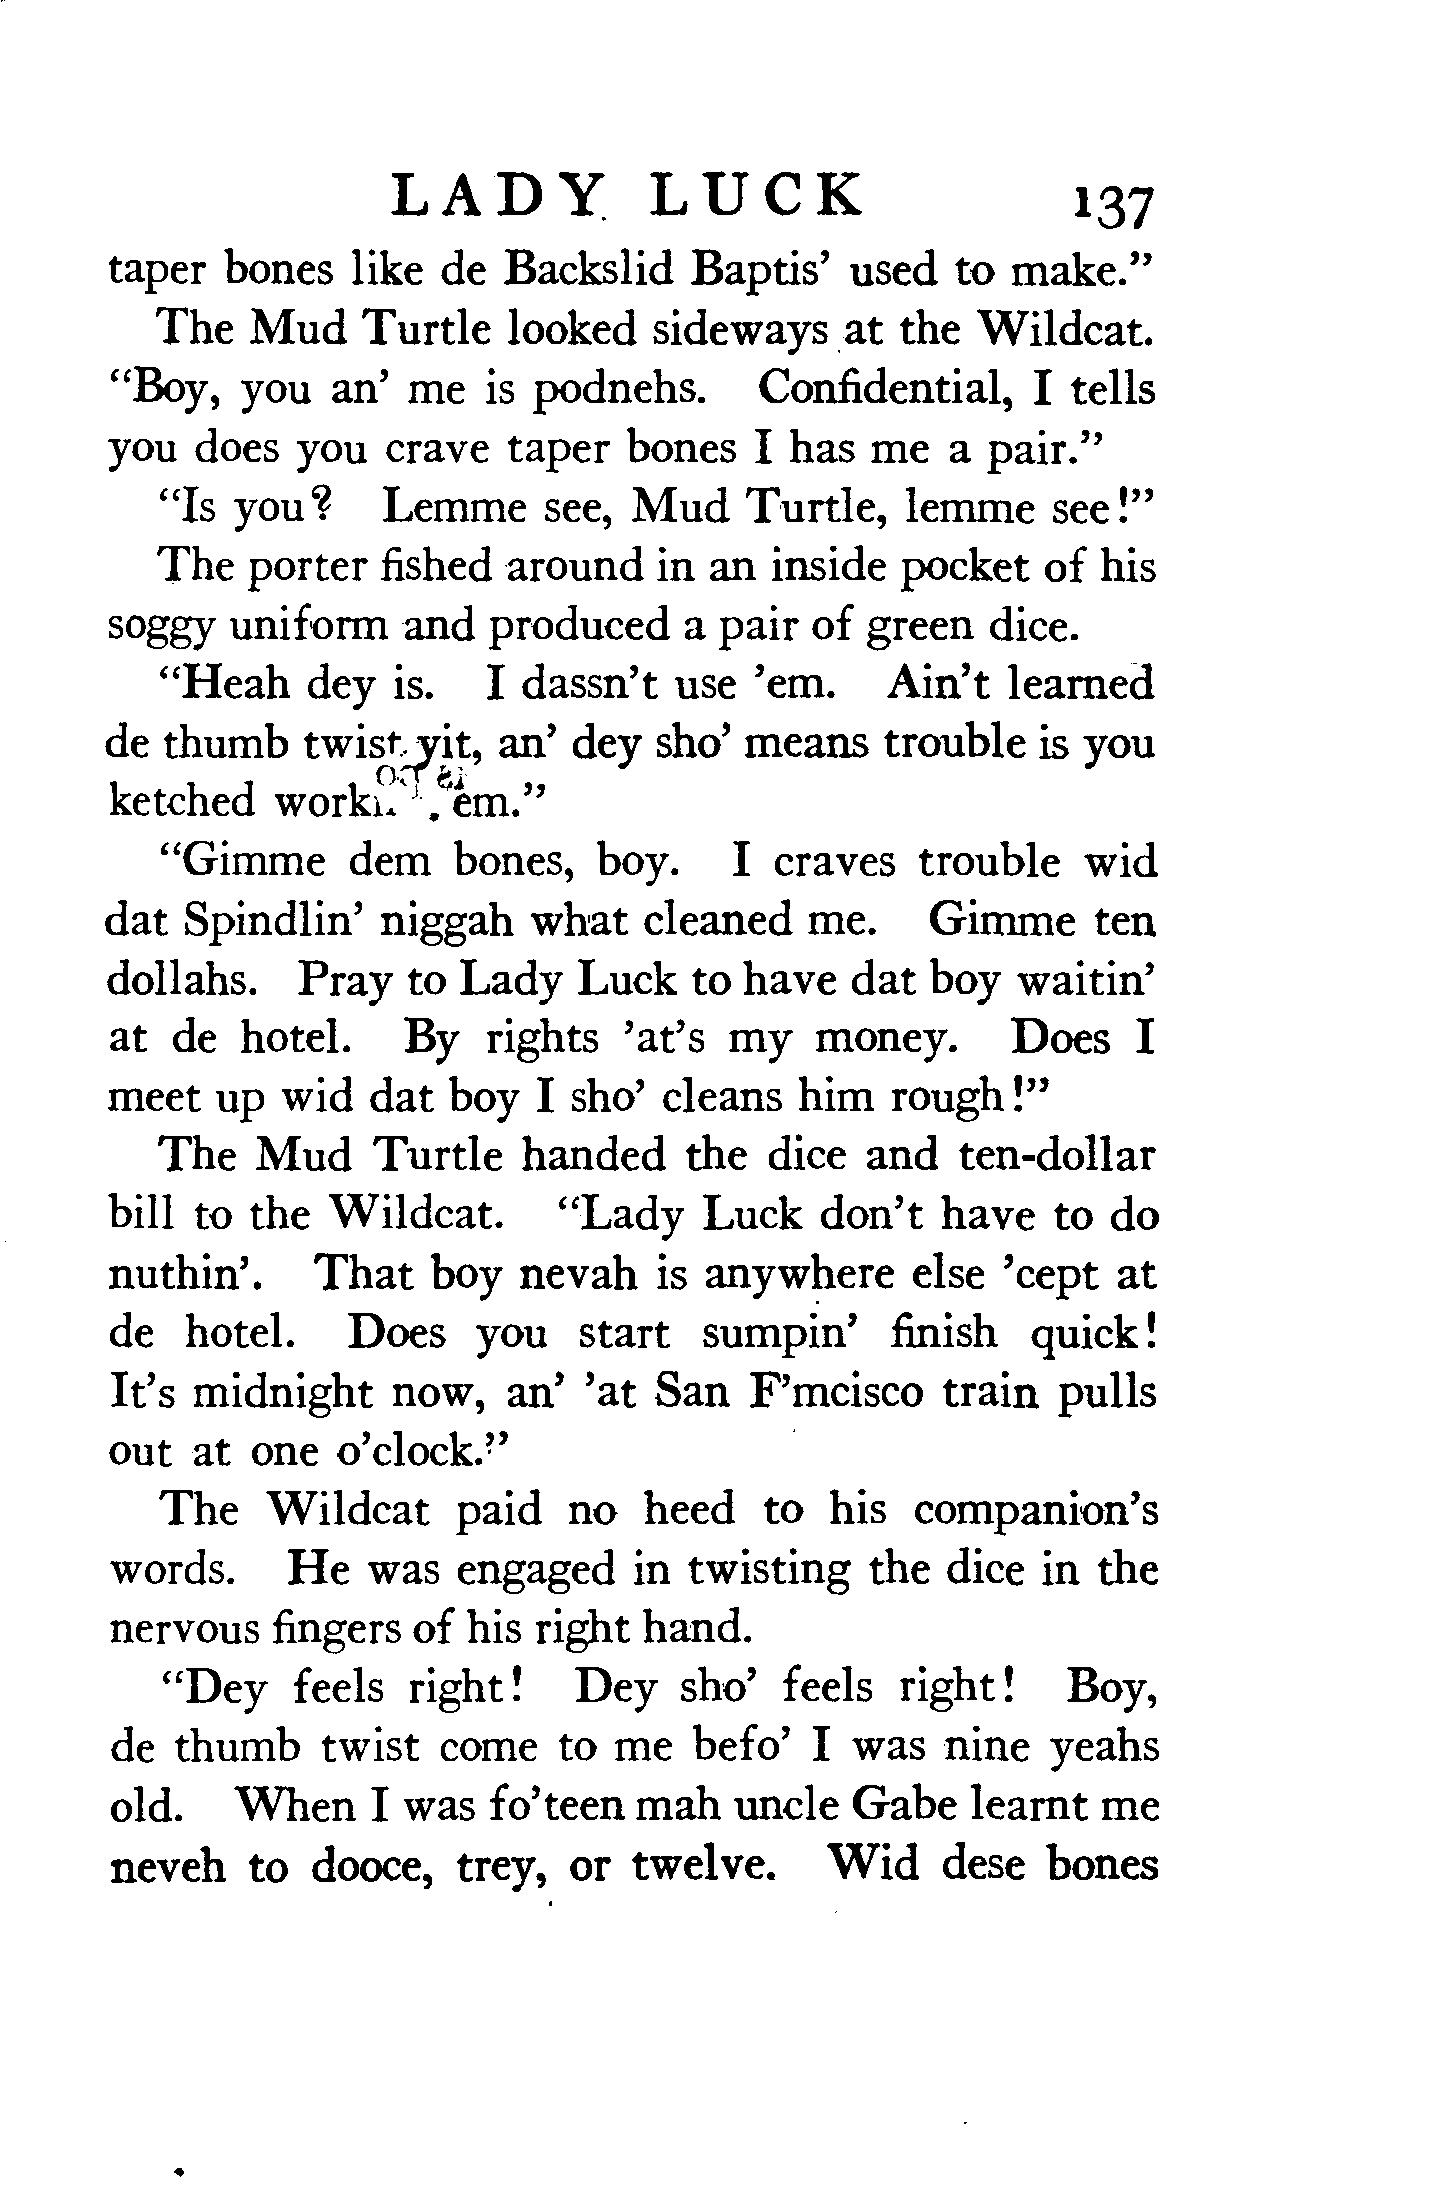 LADY LUCK 137
taper bones like de Backslid Baptis' used to make."
The Mud Turtle looked sideways at the Wildcat.
"Boy, you an' me is podnehs. Confidential, I tells
you does you crave taper bones I has me a pair."
"Is you? Lemme see, Mud Turtle, lemme see!"
The porter fished around in an inside pocket of his
soggy uniform and produced a pair of green dice.
"Heah dey is. I dassn't use 'em. Ain't learned
de thumb twist yit, an' dey sho' means trouble is you
ketched 'em."
"Gimme dem bones, boy. I craves trouble wid
dat Spindlin' niggah what cleaned me. Gimme ten
dollahs. Pray to Lady Luck to have dat boy waitin'
at de hotel. By rights 'at's my money. Does I
meet up wid dat boy I sho' cleans him rough!"
The Mud Turtle handed the dice and ten-dollar
bill to the Wildcat. "Lady Luck don't have to do
nuthin'. That boy nevah is anywhere else 'cept at
de hotel. Does you start sumpin' finish quick!
It's midnight now, an' 'at San F'mcisco train pulls
out at one o'clock."
The Wildcat paid no heed to his companion's
words. He was engaged in twisting the dice in the
nervous fingers of his right hand.
"Dey feels right! Dey sho' feels right! Boy,
de thumb twist come to me befo' I was nine yeahs
old. When I was fo'teen mah uncle Gabe learnt me
neveh to dooce, trey, or twelve. Wid dese bones